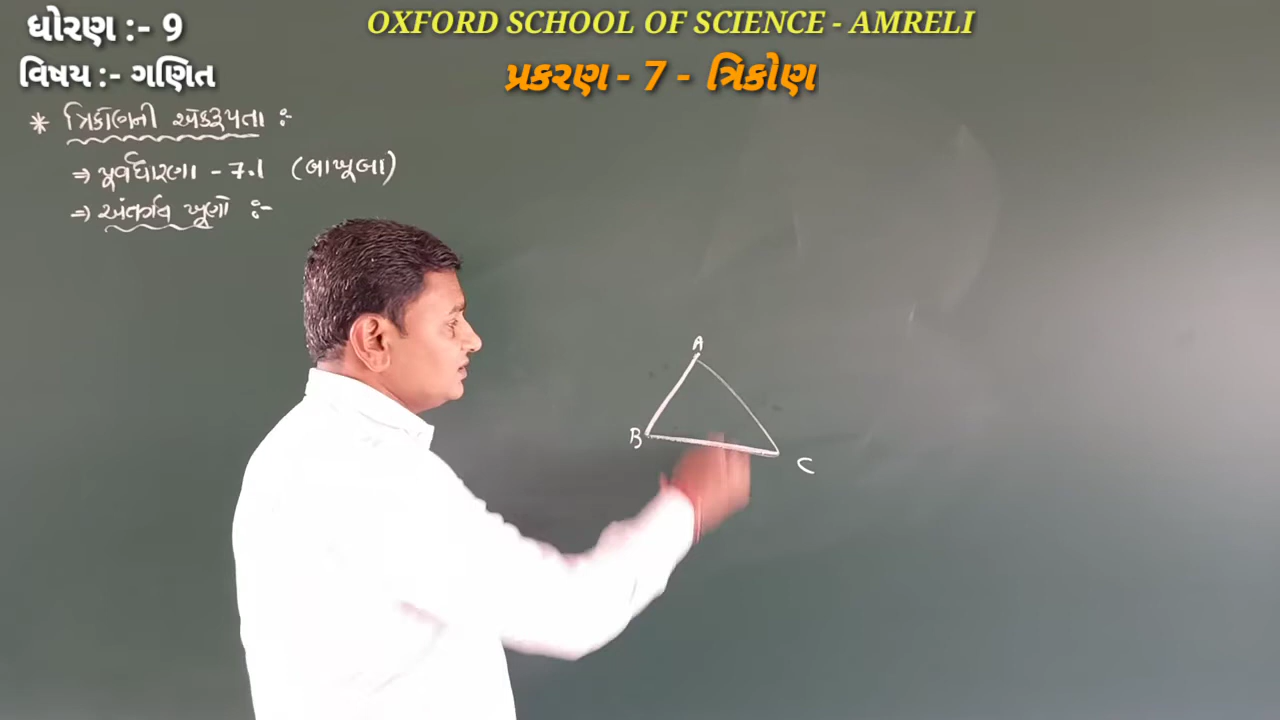 ધોરણ :- 9
OXFORD SCHOOL OF SCIENCE - AMRELI
વિષય :- ગણિત
પ્રકરણ - 7 - ત્રિકોણ
* ત્રિકોણની એકરૂપતા :-
⇒ પૂર્વધારણા - 7.1 (બાખૂબા)
⇒ અંતર્ગત ખૂણો :-
A
B
C